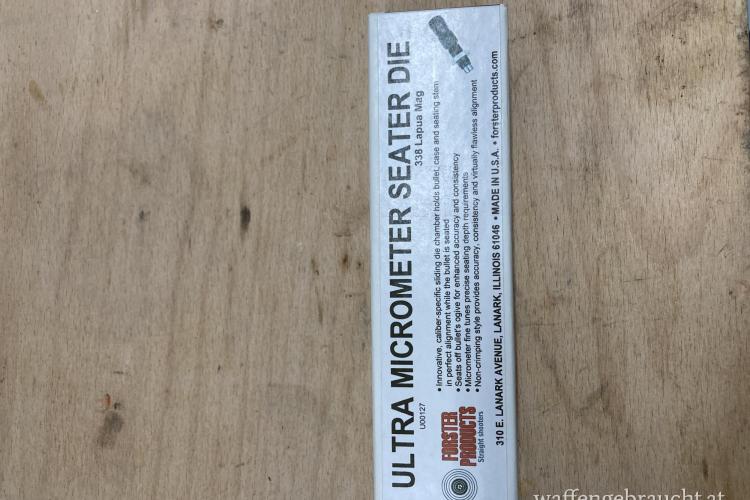 ULTRA MICROMETER SEATER DIE
U00127
338 Lapua Mag
• Innovative, caliber-specific sliding die chamber holds bullet, case and seating stem
in perfect alignment while the bullet is seated
• Seats off bullet's ogive for enhanced accuracy and consistency
• Micrometer fine tunes precise seating depth requirements
• Non-crimping style provides accuracy, consistency and virtually flawless alignment
FORSTER
PRODUCTS
Straight shooters
310 E. LANARK AVENUE, LANARK, ILLINOIS 61046 • MADE IN U.S.A. • forsterproducts.com
waffengebraucht.at